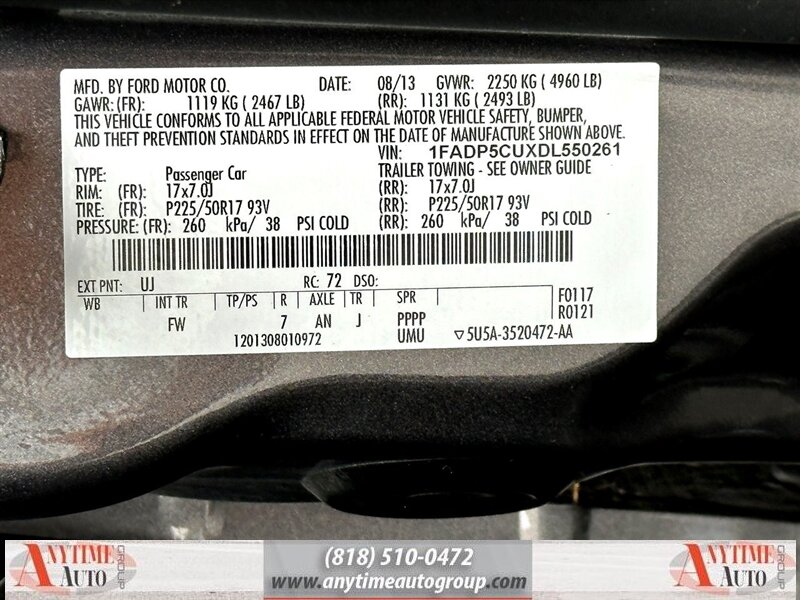 MFD. BY FORD MOTOR CO. DATE: 08/13 GVWR: 2250 KG ( 4960 LB)
GAWR: (FR): 1119 KG ( 2467 LB) (RR): 1131 KG ( 2493 LB)
THIS VEHICLE CONFORMS TO ALL APPLICABLE FEDERAL MOTOR VEHICLE SAFETY, BUMPER,
AND THEFT PREVENTION STANDARDS IN EFFECT ON THE DATE OF MANUFACTURE SHOWN ABOVE.
VIN: 1FADP5CUXDL550261
TYPE: Passenger Car TRAILER TOWING - SEE OWNER GUIDE
RIM: (FR): 17x7.0J (RR): 17x7.0J
TIRE: (FR): P225/50R17 93V (RR): P225/50R17 93V
PRESSURE: (FR): 260 kPa/ 38 PSI COLD (RR): 260 kPa/ 38 PSI COLD
EXT PNT: UJ RC: 72 DSO:
WB INT TR TP/PS R AXLE TR SPR F0117
FW 7 AN J PPPP R0121
1201308010972 UMU ▽5U5A-3520472-AA
ANYTIME AUTO GROUP
(818) 510-0472
www.anytimeautogroup.com
ANYTIME AUTO GROUP